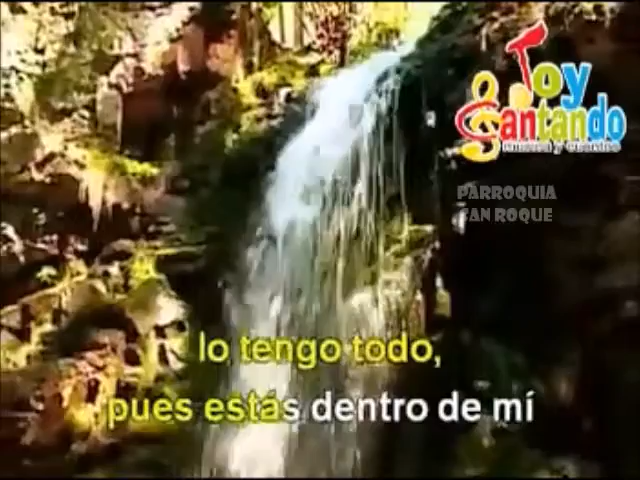 Toy
Cantando
PARROQUIA
SAN ROQUE
lo tengo todo,
pues estás dentro de mí